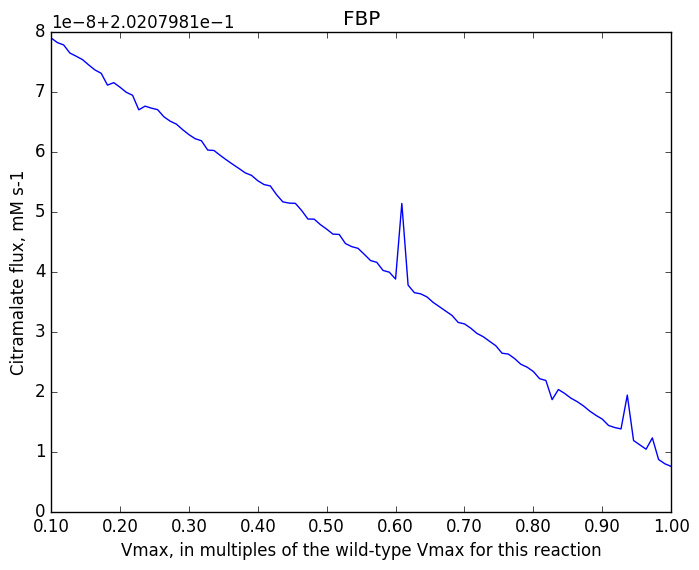 FBP
1e−8+2.0207981e−1
8
7
6
5
4
3
2
1
0
Citramalate flux, mM s-1
0.10 0.20 0.30 0.40 0.50 0.60 0.70 0.80 0.90 1.00
Vmax, in multiples of the wild-type Vmax for this reaction